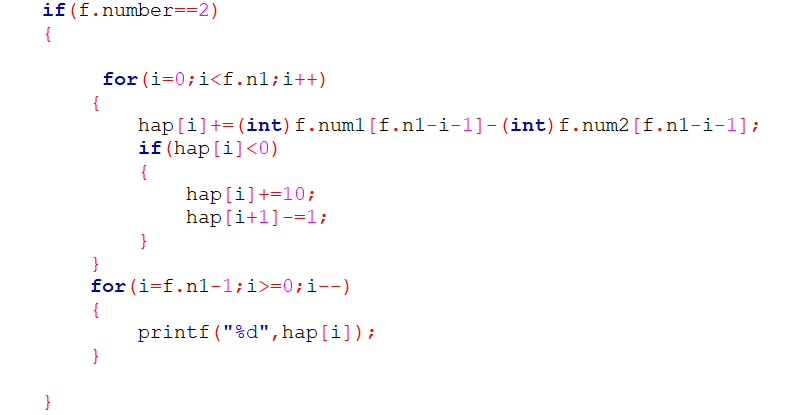 if(f.number==2)
{
for(i=0;i<f.n1;i++)
{
hap[i]+=(int)f.num1[f.n1-i-1]-(int)f.num2[f.n1-i-1];
if(hap[i]<0)
{
hap[i]+=10;
hap[i+1]-=1;
}
}
for(i=f.n1-1;i>=0;i--)
{
printf("%d",hap[i]);
}
}